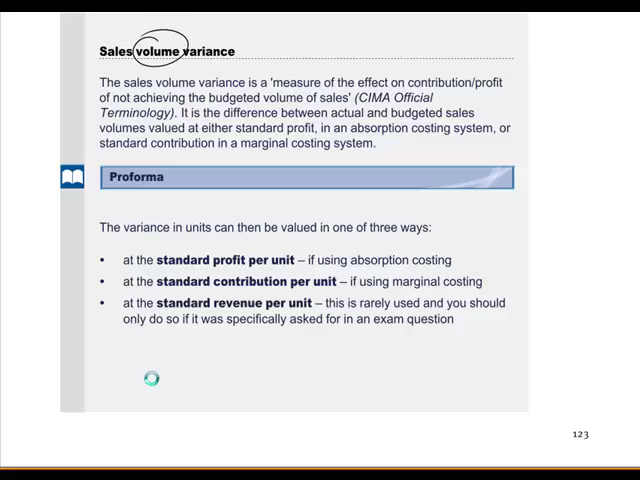 Sales volume variance
The sales volume variance is a 'measure of the effect on contribution/profit
of not achieving the budgeted volume of sales' (CIMA Official
Terminology). It is the difference between actual and budgeted sales
volumes valued at either standard profit, in an absorption costing system, or
standard contribution in a marginal costing system.
Proforma
The variance in units can then be valued in one of three ways:
• at the standard profit per unit – if using absorption costing
• at the standard contribution per unit – if using marginal costing
• at the standard revenue per unit – this is rarely used and you should
only do so if it was specifically asked for in an exam question
123